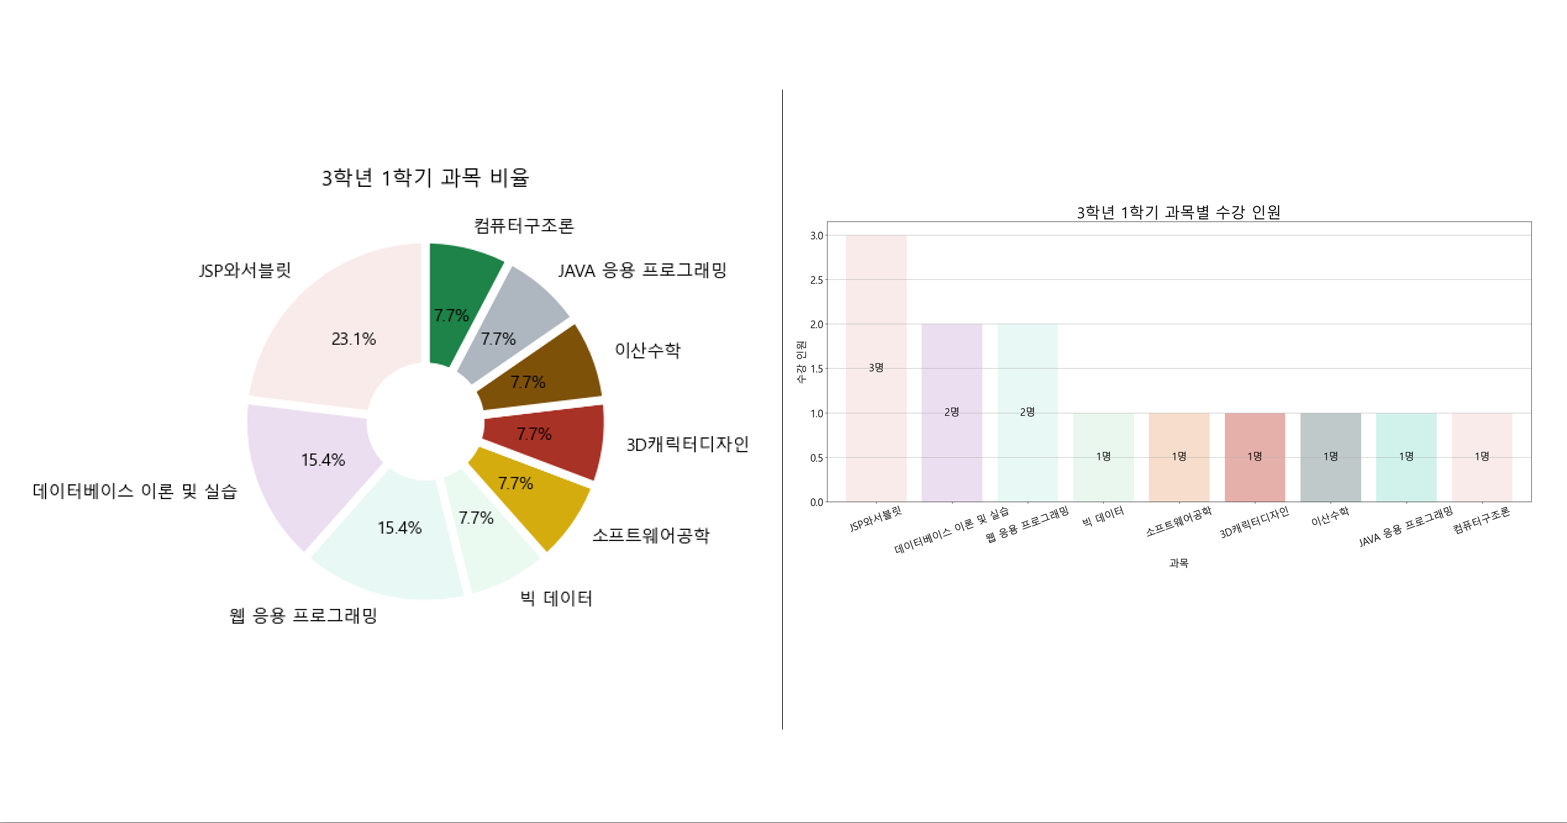 3학년 1학기 과목 비율
컴퓨터구조론
JAVA 응용 프로그래밍
이산수학
3D캐릭터디자인
소프트웨어공학
빅 데이터
웹 응용 프로그래밍
데이터베이스 이론 및 실습
JSP와서블릿
7.7%
7.7%
7.7%
7.7%
7.7%
7.7%
15.4%
15.4%
23.1%
3학년 1학기 과목별 수강 인원
수강 인원
3.0
2.5
2.0
1.5
1.0
0.5
0.0
3명
2명
2명
1명
1명
1명
1명
1명
1명
JSP와서블릿
데이터베이스 이론 및 실습
웹 응용 프로그래밍
빅 데이터
소프트웨어공학
3D캐릭터디자인
이산수학
JAVA 응용 프로그래밍
컴퓨터구조론
과목